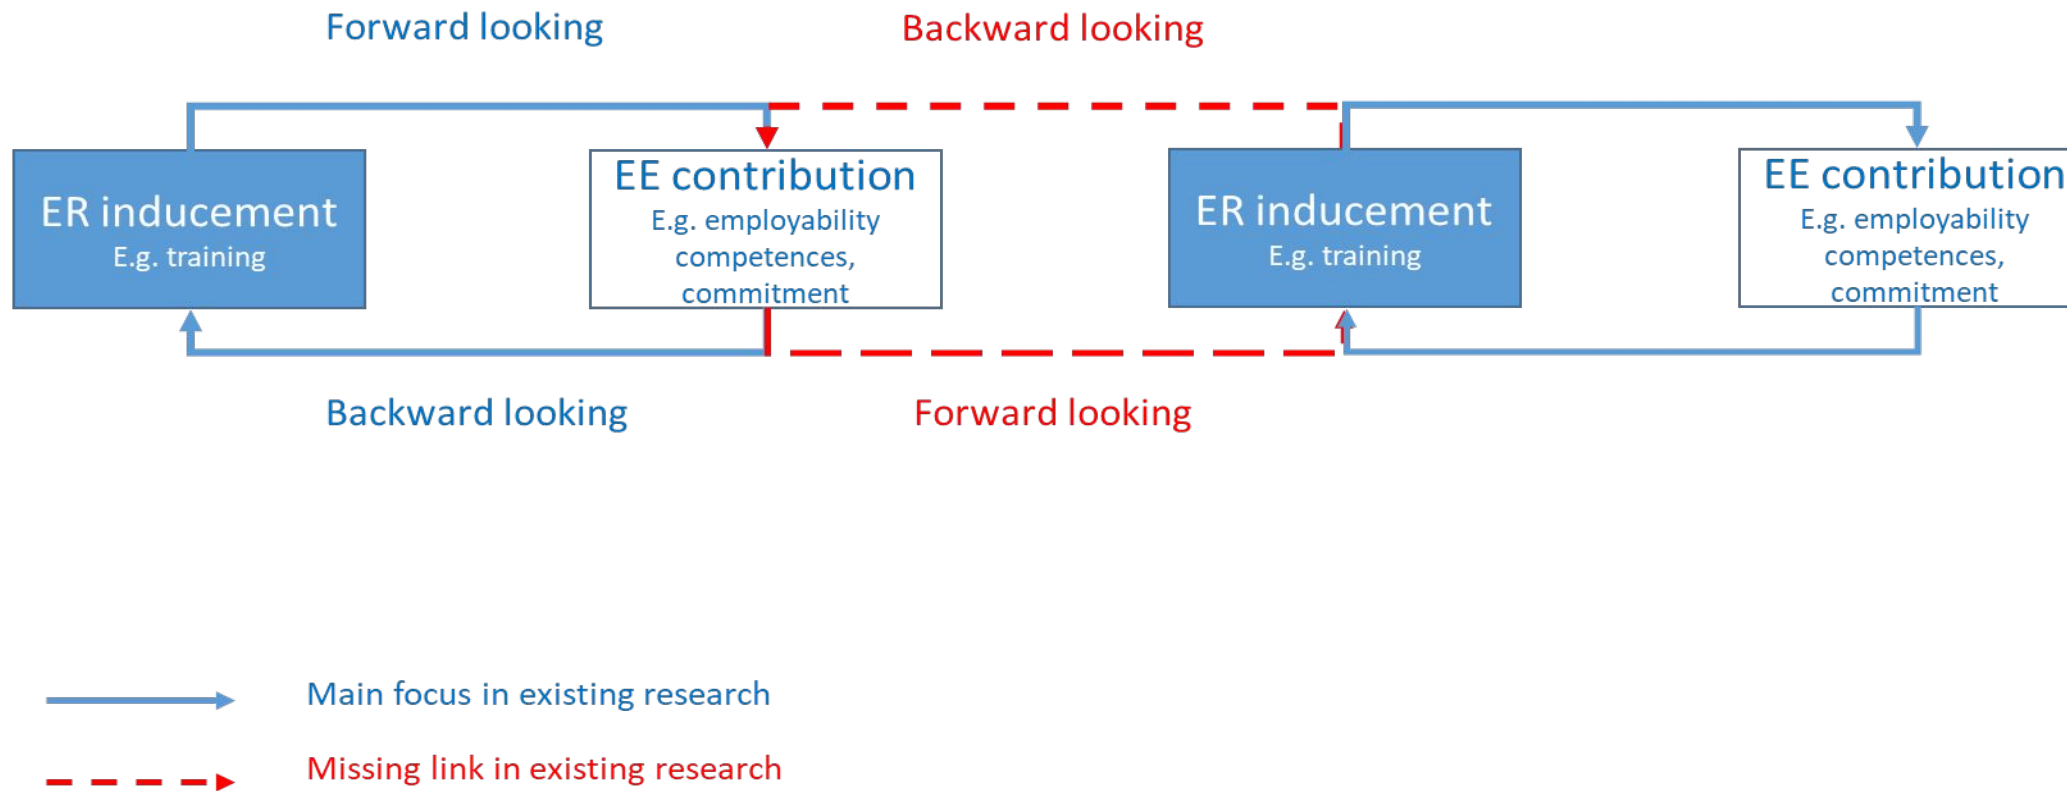 Forward looking
Backward looking
ER inducement
E.g. training
EE contribution
E.g. employability
competences,
commitment
ER inducement
E.g. training
EE contribution
E.g. employability
competences,
commitment
Backward looking
Forward looking
Main focus in existing research
Missing link in existing research